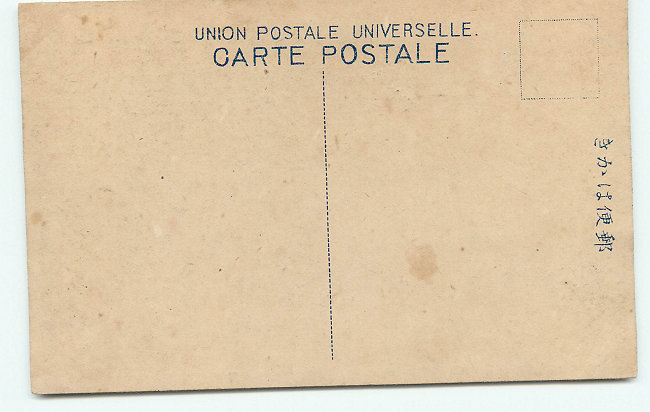 UNION POSTALE UNIVERSELLE.
CARTE POSTALE
郵便はかき